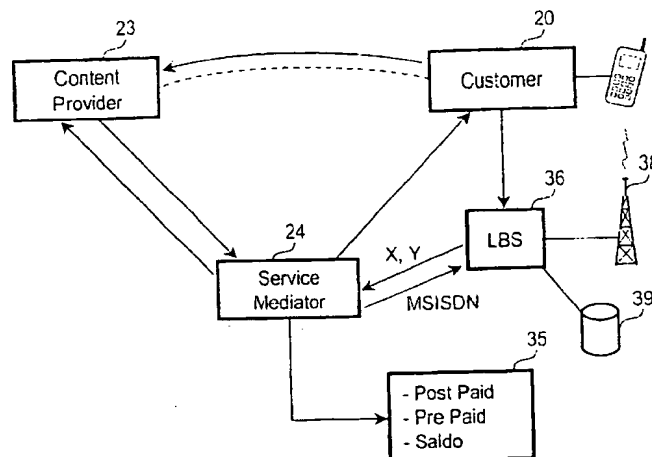 23
Content
Provider
20
Customer
38
36
LBS
24
Service
Mediator
X, Y
MSISDN
39
35
- Post Paid
- Pre Paid
- Saldo